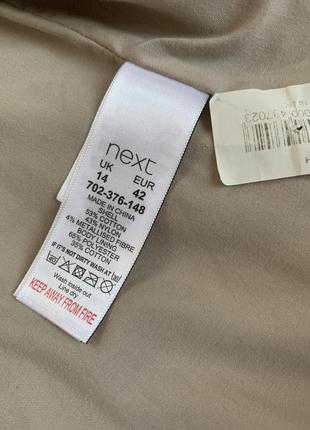 next
UK EUR
14 42
702-376-148
MADE IN CHINA
SHELL
53% COTTON
43% NYLON
4% METALLISED FIBRE
BODY LINING
65% POLYESTER
35% COTTON
IF IT'S NOT DIRTY WASH AT 30
Wash inside out
Line dry
KEEP AWAY FROM FIRE
437023